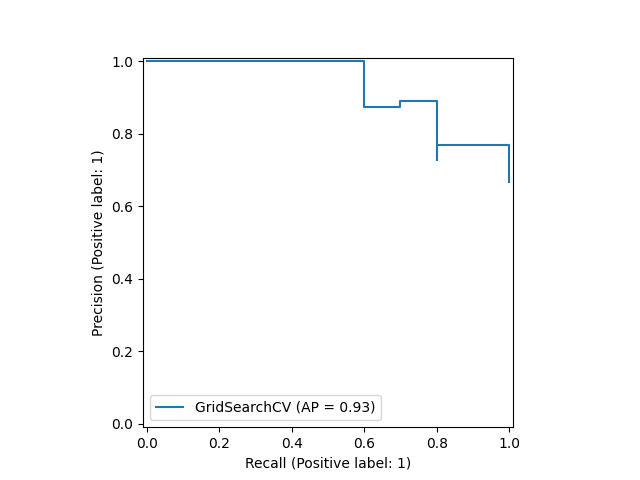 1.0
0.8
0.6
0.4
0.2
0.0
Precision (Positive label: 1)
GridSearchCV (AP = 0.93)
0.0 0.2 0.4 0.6 0.8 1.0
Recall (Positive label: 1)